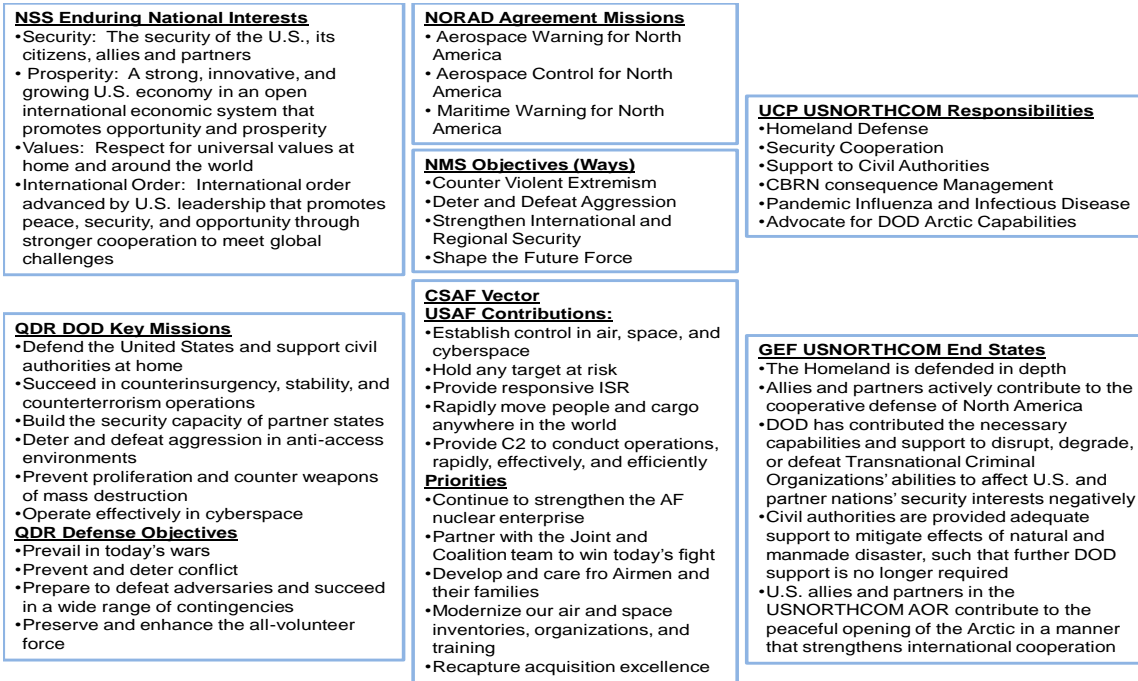 NSS Enduring National Interests
•Security: The security of the U.S., its
citizens, allies and partners
• Prosperity: A strong, innovative, and
growing U.S. economy in an open
international economic system that
promotes opportunity and prosperity
•Values: Respect for universal values at
home and around the world
•International Order: International order
advanced by U.S. leadership that promotes
peace, security, and opportunity through
stronger cooperation to meet global
challenges
NORAD Agreement Missions
• Aerospace Warning for North
America
• Aerospace Control for North
America
• Maritime Warning for North
America
NMS Objectives (Ways)
•Counter Violent Extremism
•Deter and Defeat Aggression
•Strengthen International and
Regional Security
•Shape the Future Force
UCP USNORTHCOM Responsibilities
•Homeland Defense
•Security Cooperation
•Support to Civil Authorities
•CBRN consequence Management
•Pandemic Influenza and Infectious Disease
•Advocate for DOD Arctic Capabilities
QDR DOD Key Missions
•Defend the United States and support civil
authorities at home
•Succeed in counterinsurgency, stability, and
counterterrorism operations
•Build the security capacity of partner states
•Deter and defeat aggression in anti-access
environments
•Prevent proliferation and counter weapons
of mass destruction
•Operate effectively in cyberspace
QDR Defense Objectives
•Prevail in today's wars
•Prevent and deter conflict
•Prepare to defeat adversaries and succeed
in a wide range of contingencies
•Preserve and enhance the all-volunteer
force
CSAF Vector
USAF Contributions:
•Establish control in air, space, and
cyberspace
•Hold any target at risk
•Provide responsive ISR
•Rapidly move people and cargo
anywhere in the world
•Provide C2 to conduct operations,
rapidly, effectively, and efficiently
Priorities
•Continue to strengthen the AF
nuclear enterprise
•Partner with the Joint and
Coalition team to win today's fight
•Develop and care fro Airmen and
their families
•Modernize our air and space
inventories, organizations, and
training
•Recapture acquisition excellence
GEF USNORTHCOM End States
•The Homeland is defended in depth
•Allies and partners actively contribute to the
cooperative defense of North America
•DOD has contributed the necessary
capabilities and support to disrupt, degrade,
or defeat Transnational Criminal
Organizations' abilities to affect U.S. and
partner nations' security interests negatively
•Civil authorities are provided adequate
support to mitigate effects of natural and
manmade disaster, such that further DOD
support is no longer required
•U.S. allies and partners in the
USNORTHCOM AOR contribute to the
peaceful opening of the Arctic in a manner
that strengthens international cooperation